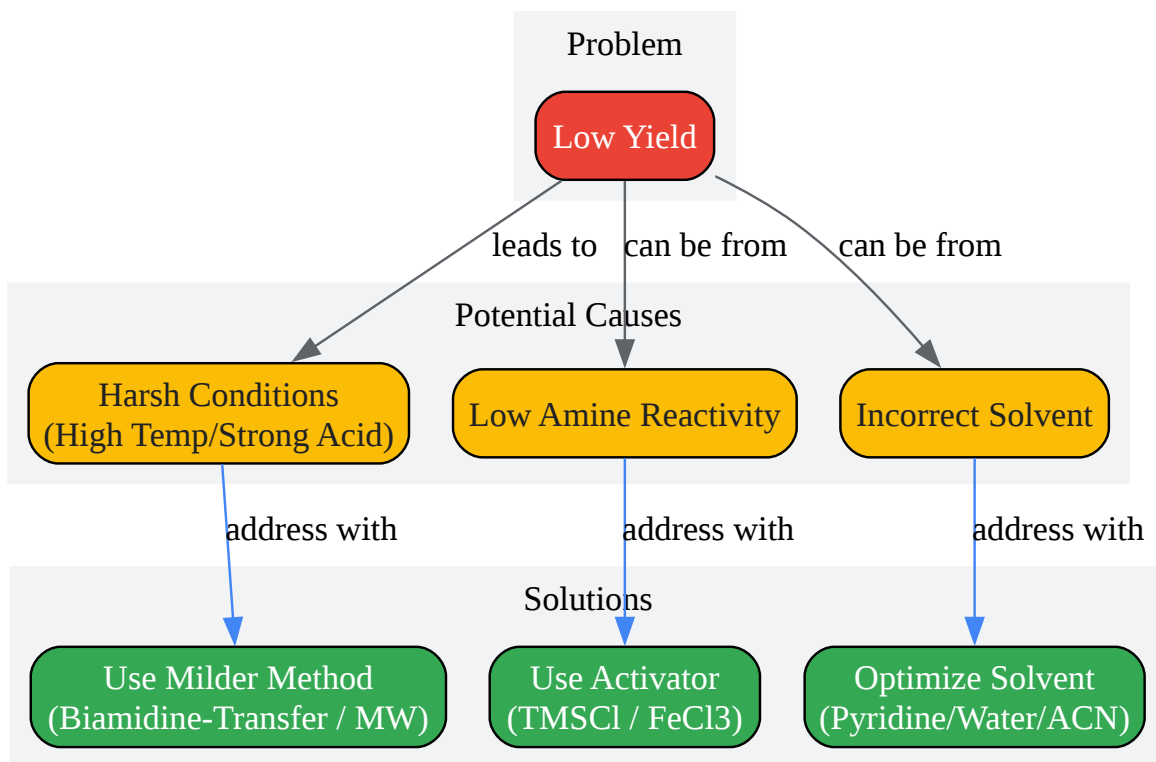 Problem
Low Yield
leads to
can be from
can be from
Potential Causes
Harsh Conditions
(High Temp/Strong Acid)
Low Amine Reactivity
Incorrect Solvent
address with
address with
address with
Solutions
Use Milder Method
(Biamidine-Transfer / MW)
Use Activator
(TMSCl / FeCl3)
Optimize Solvent
(Pyridine/Water/ACN)